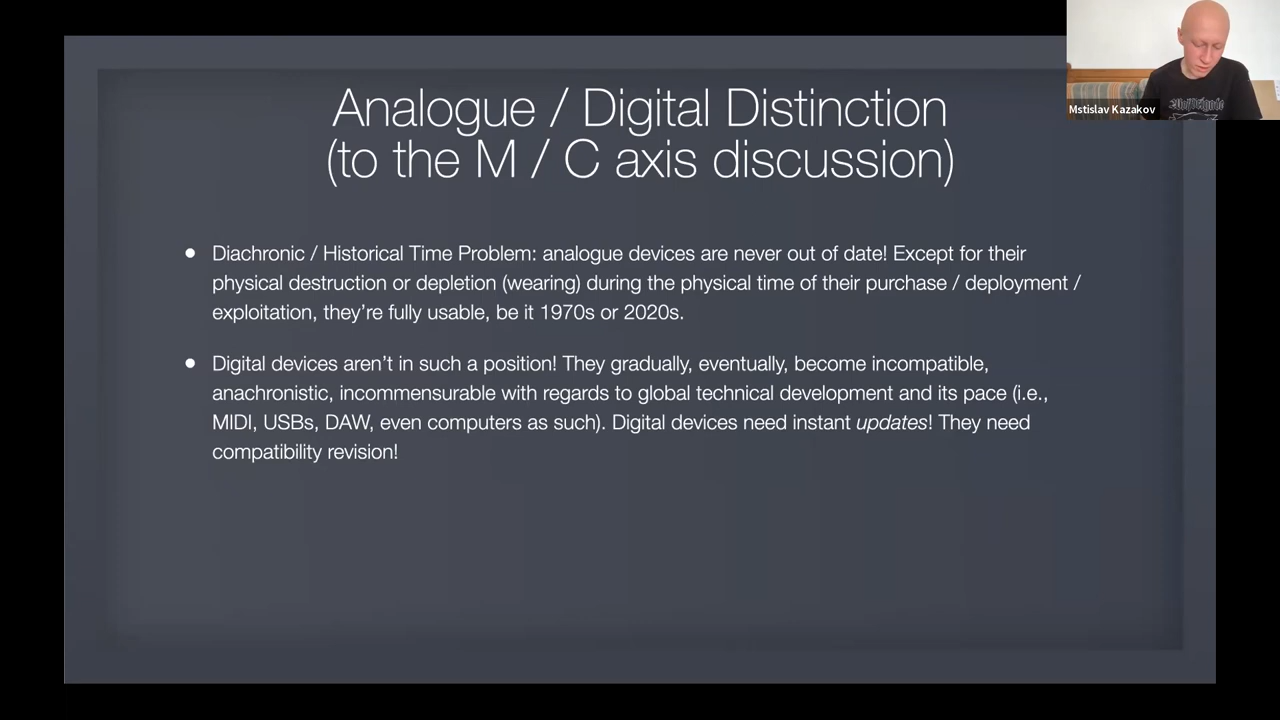 Analogue / Digital Distinction
(to the M / C axis discussion)
Mstislav Kazakov
● Diachronic / Historical Time Problem: analogue devices are never out of date! Except for their
physical destruction or depletion (wearing) during the physical time of their purchase / deployment /
exploitation, they're fully usable, be it 1970s or 2020s.
● Digital devices aren't in such a position! They gradually, eventually, become incompatible,
anachronistic, incommensurable with regards to global technical development and its pace (i.e.,
MIDI, USBs, DAW, even computers as such). Digital devices need instant updates! They need
compatibility revision!